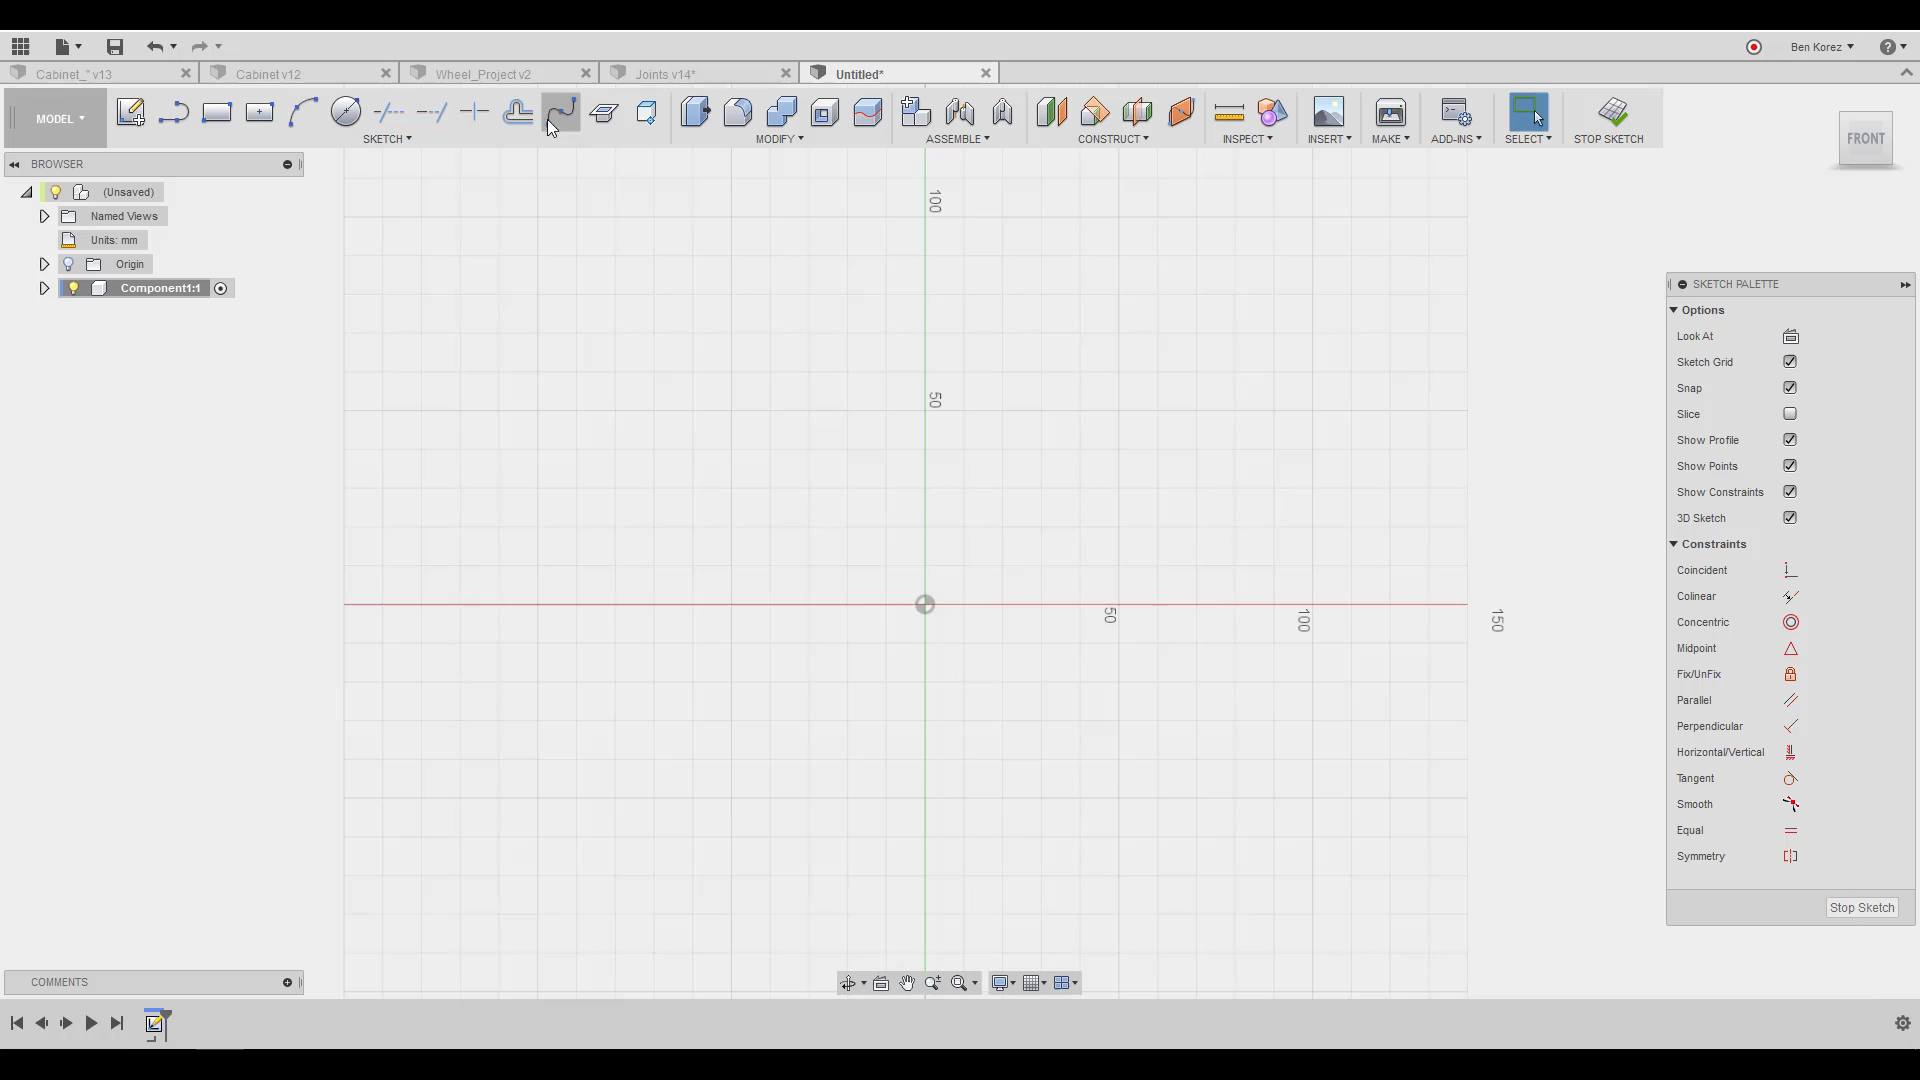 Ben Korez
Cabinet_" v13
Cabinet v12
Wheel_Project v2
Joints v14*
Untitled*
MODEL
SKETCH
MODIFY
ASSEMBLE
CONSTRUCT
INSPECT
INSERT
MAKE
ADD-INS
SELECT
STOP SKETCH
FRONT
BROWSER
(Unsaved)
Named Views
Units: mm
Origin
Component1:1
100
50
50
100
150
SKETCH PALETTE
Options
Look At
Sketch Grid
Snap
Slice
Show Profile
Show Points
Show Constraints
3D Sketch
Constraints
Coincident
Colinear
Concentric
Midpoint
Fix/UnFix
Parallel
Perpendicular
Horizontal/Vertical
Tangent
Smooth
Equal
Symmetry
Stop Sketch
COMMENTS